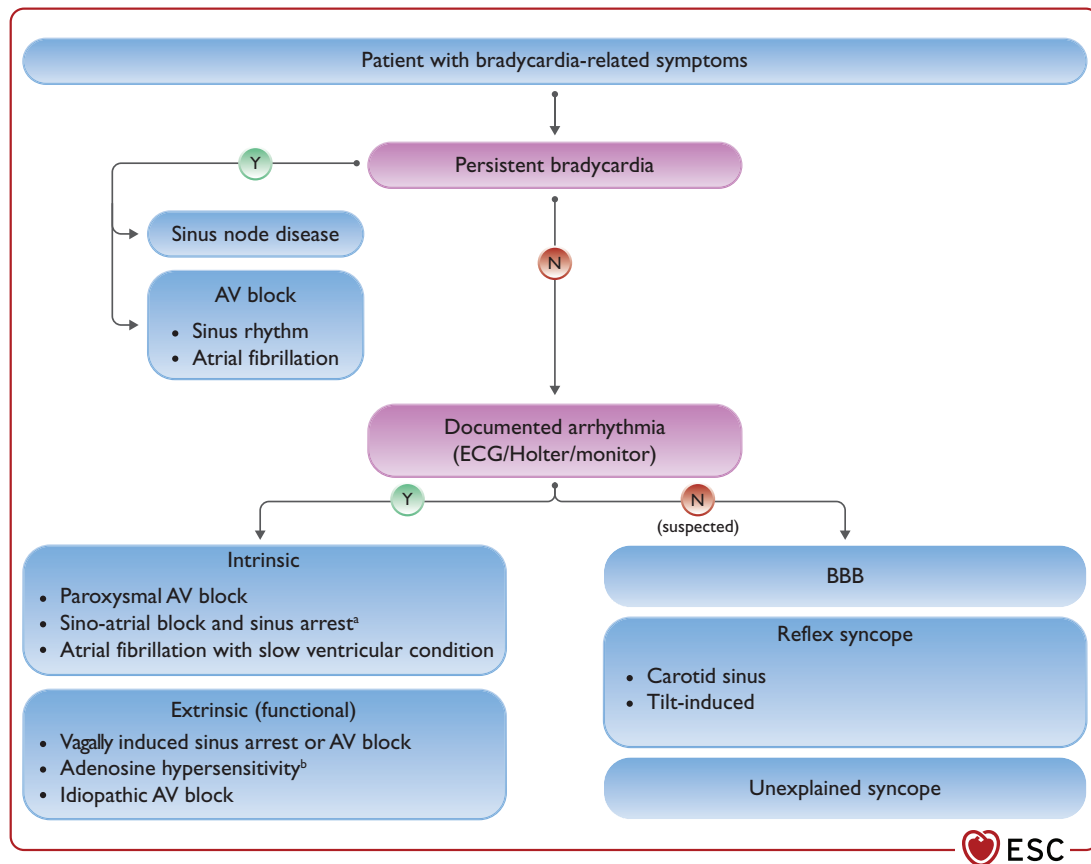 Patient with bradycardia-related symptoms
Y
Persistent bradycardia
Sinus node disease
N
AV block
• Sinus rhythm
• Atrial fibrillation
Documented arrhythmia
(ECG/Holter/monitor)
Y
N
(suspected)
Intrinsic
• Paroxysmal AV block
• Sino-atrial block and sinus arrestᵃ
• Atrial fibrillation with slow ventricular condition
Extrinsic (functional)
• Vagally induced sinus arrest or AV block
• Adenosine hypersensitivityᵇ
• Idiopathic AV block
BBB
Reflex syncope
• Carotid sinus
• Tilt-induced
Unexplained syncope
ESC